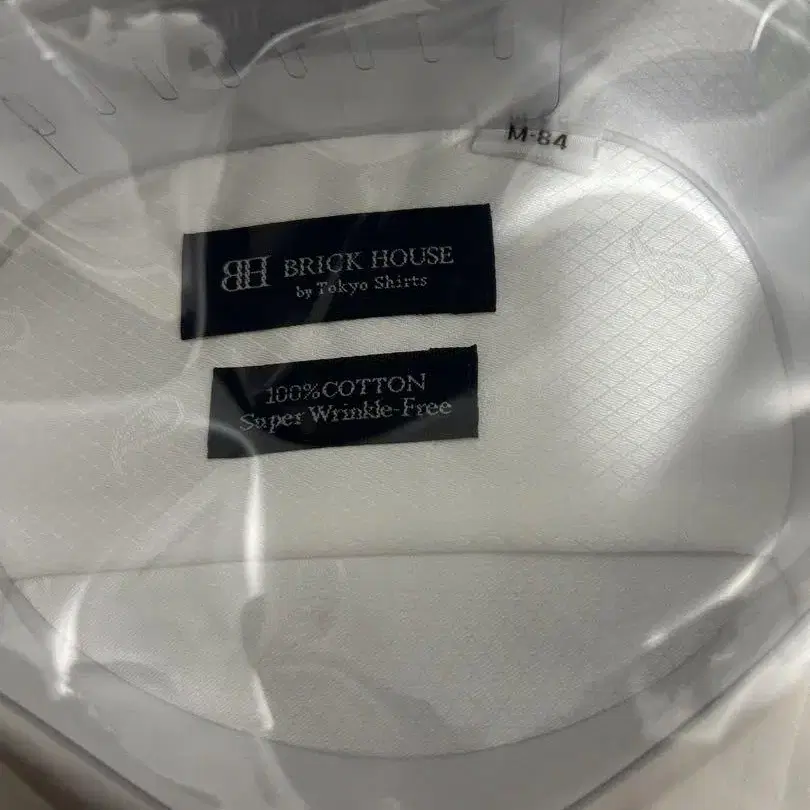 M-84
BH BRICK HOUSE
by Tokyo Shirts
100%COTTON
Super Wrinkle-Free